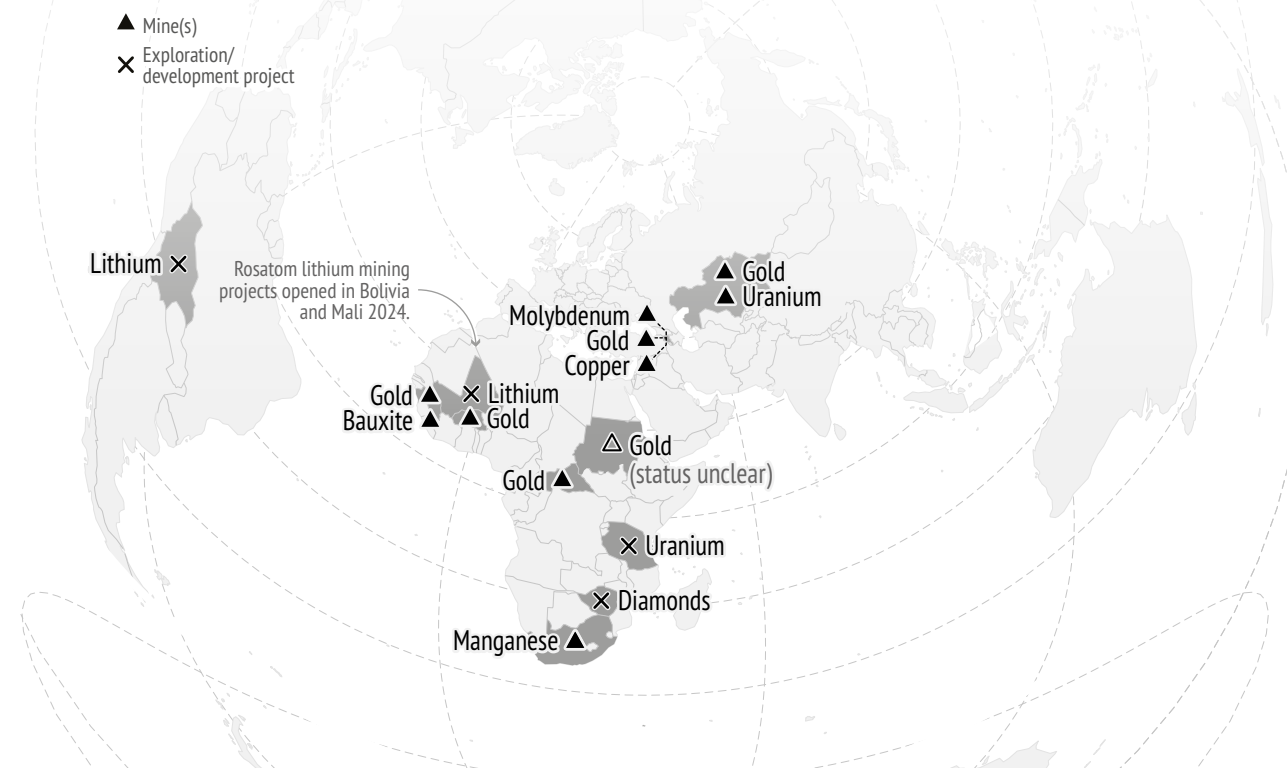 Mine(s)
Exploration/
development project
Lithium
Rosatom lithium mining
projects opened in Bolivia
and Mali 2024.
Gold
Uranium
Molybdenum
Gold
Copper
Gold
Bauxite
Lithium
Gold
Gold
(status unclear)
Gold
Uranium
Diamonds
Manganese